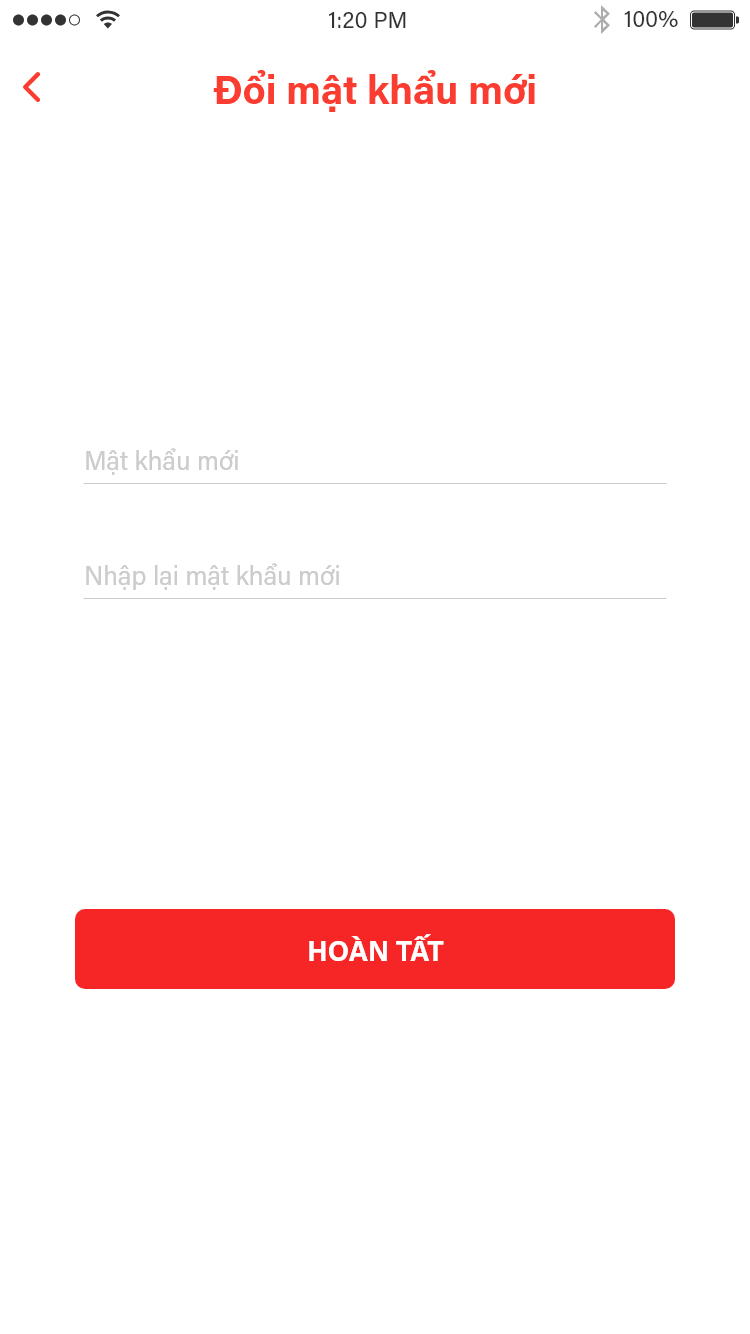 1:20 PM
100%
Đổi mật khẩu mới
Mật khẩu mới
Nhập lại mật khẩu mới
HOÀN TẤT